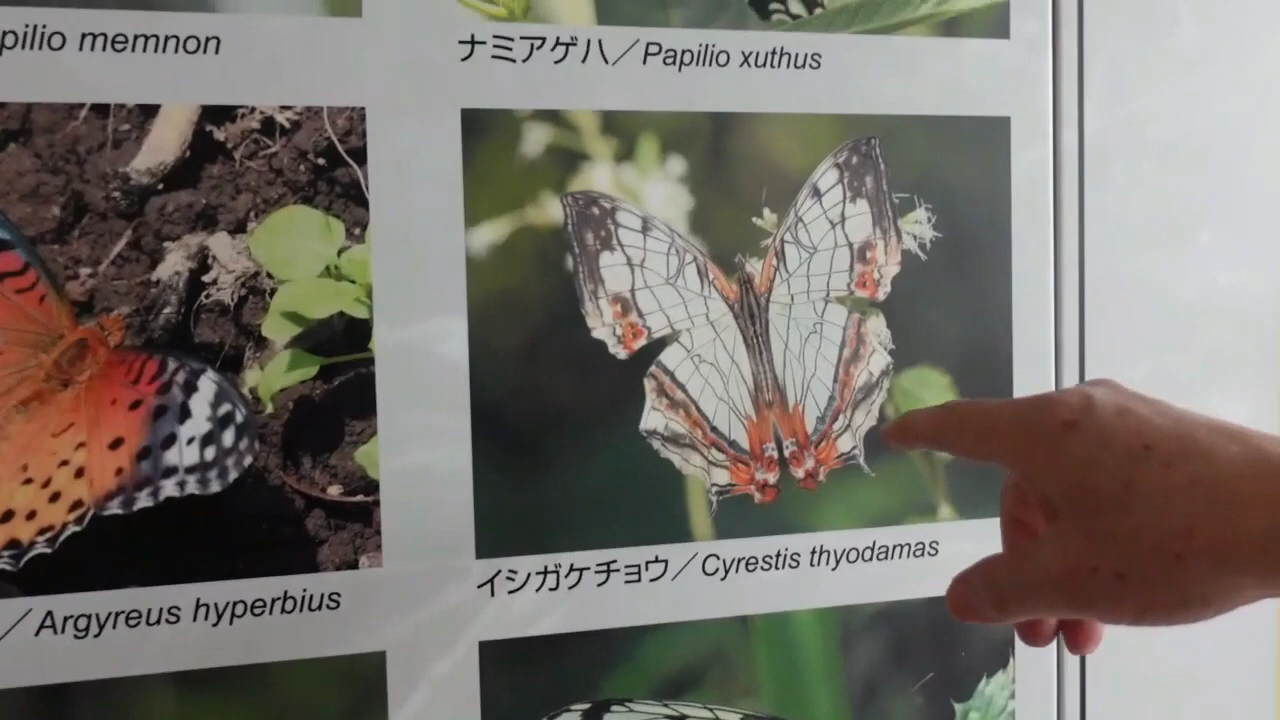 pilio memnon
ナミアゲハ／Papilio xuthus
イシガケチョウ／Cyrestis thyodamas
／Argyreus hyperbius